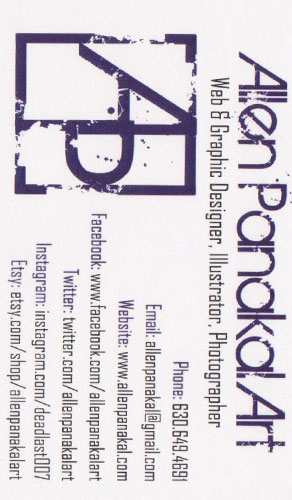 Allen Panakal Art
Web & Graphic Designer, Illustrator, Photographer
AP
Phone: 630.649.4691
Email: allenpanakal@gmail.com
Website: www.allenpanakal.com
Facebook: www.facebook.com/allenpanakalart
Twitter: twitter.com/allenpanakalart
Instagram: instagram.com/deadlast007
Etsy: etsy.com/shop/allenpanakalart